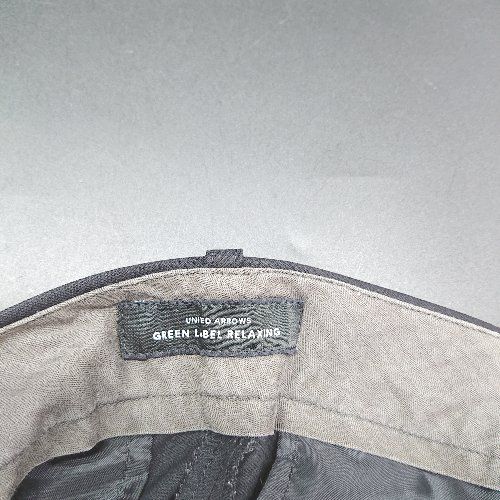 UNITED ARROWS
GREEN LABEL RELAXING